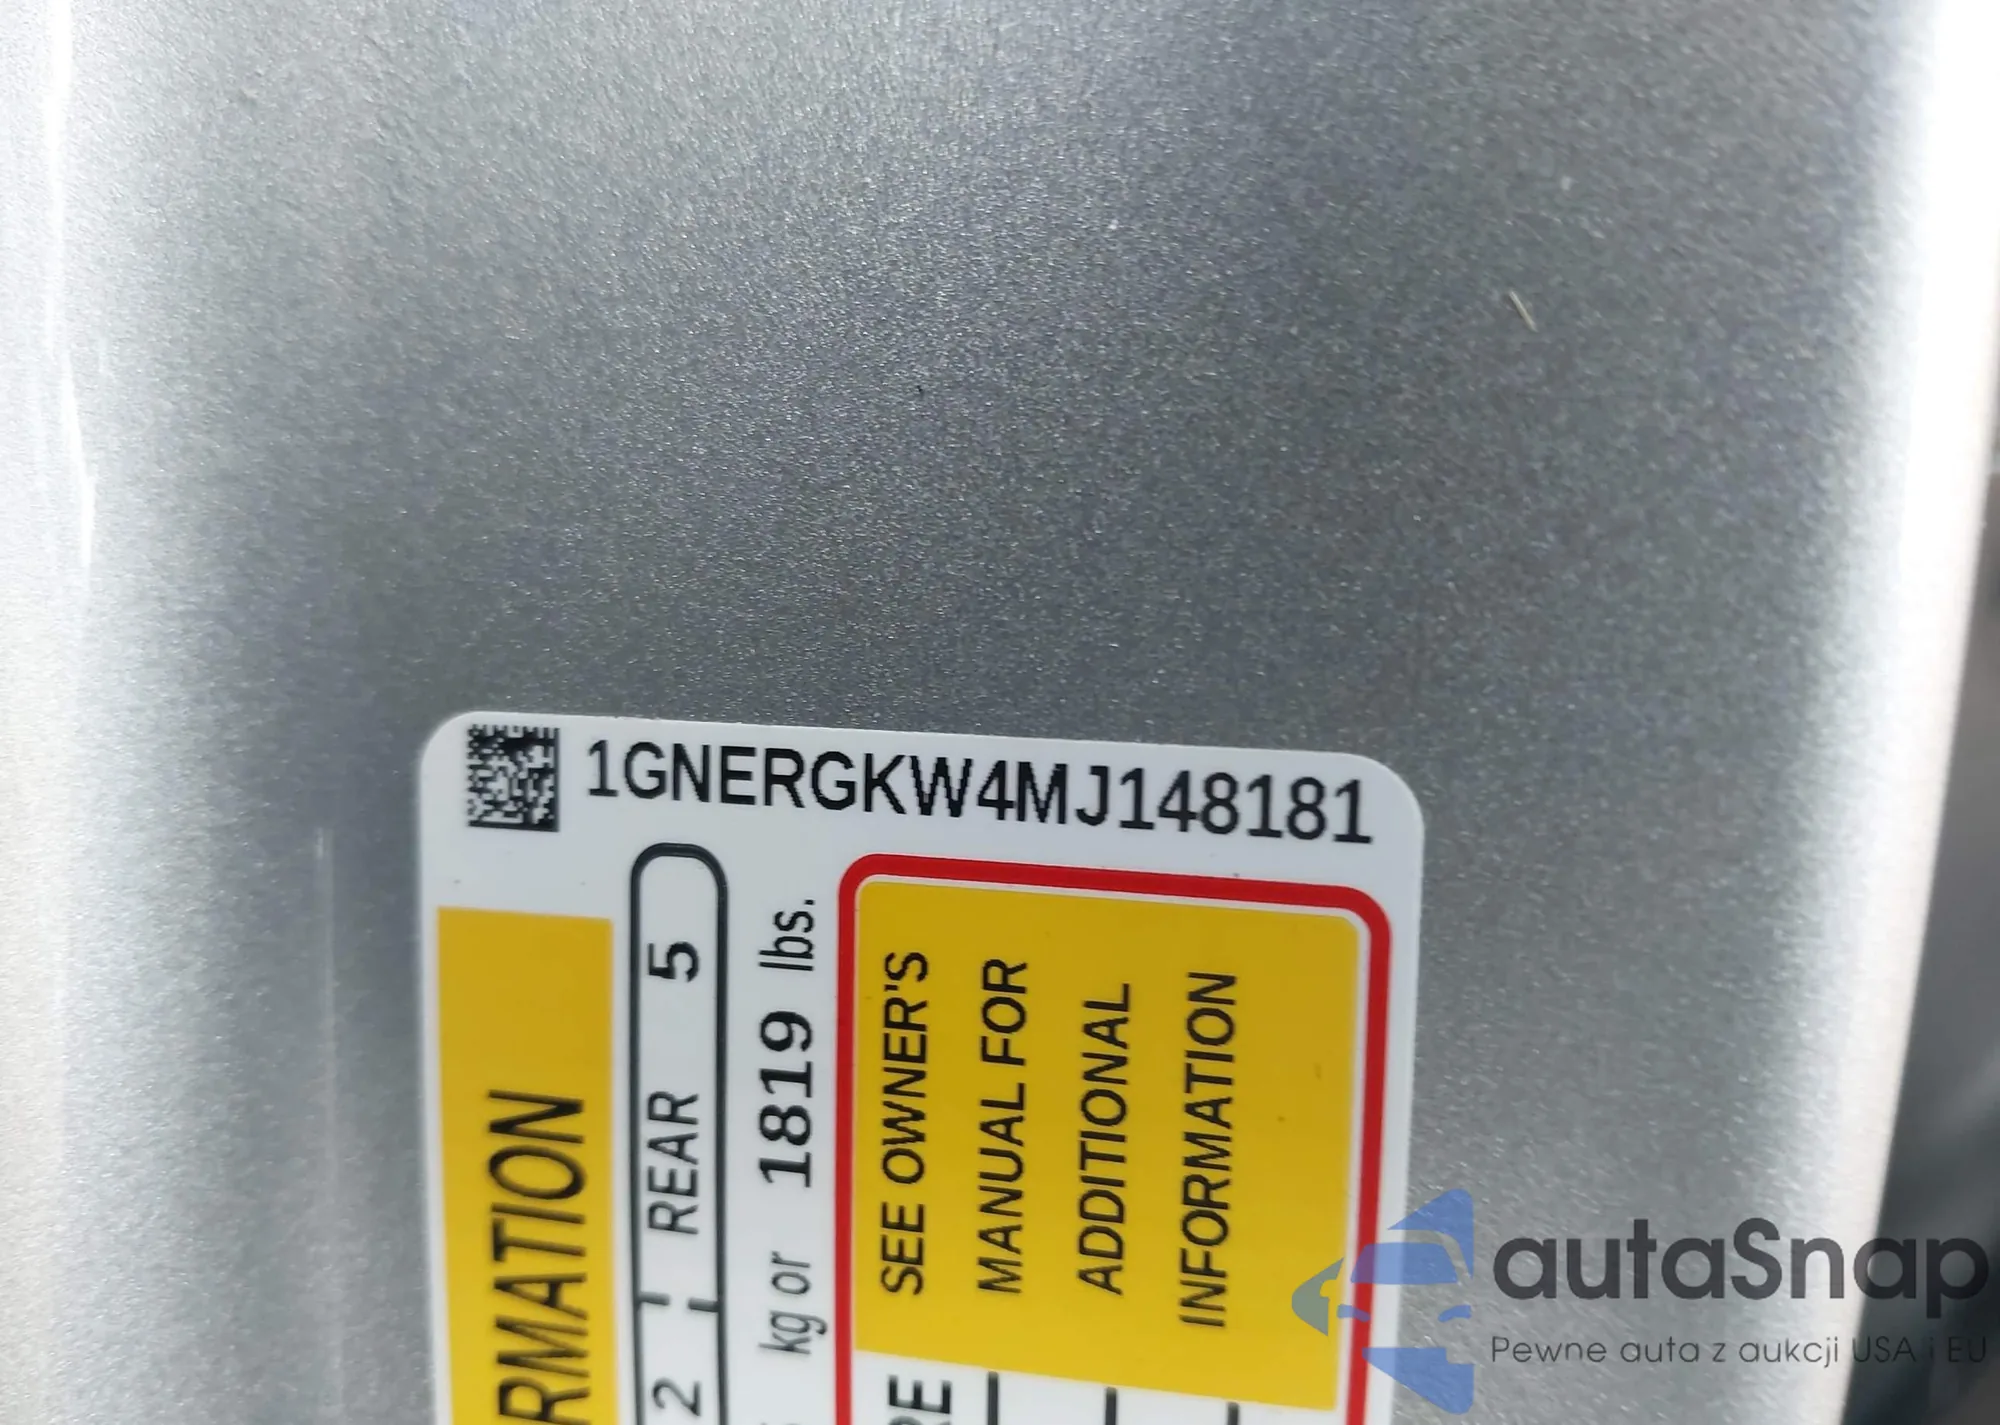 1GNERGKW4MJ148181
RMATION
2 REAR 5
kg or 1819 lbs.
SEE OWNER'S
MANUAL FOR
ADDITIONAL
INFORMATION
RE
autaSnap
Pewne auta z aukcji USA i EU